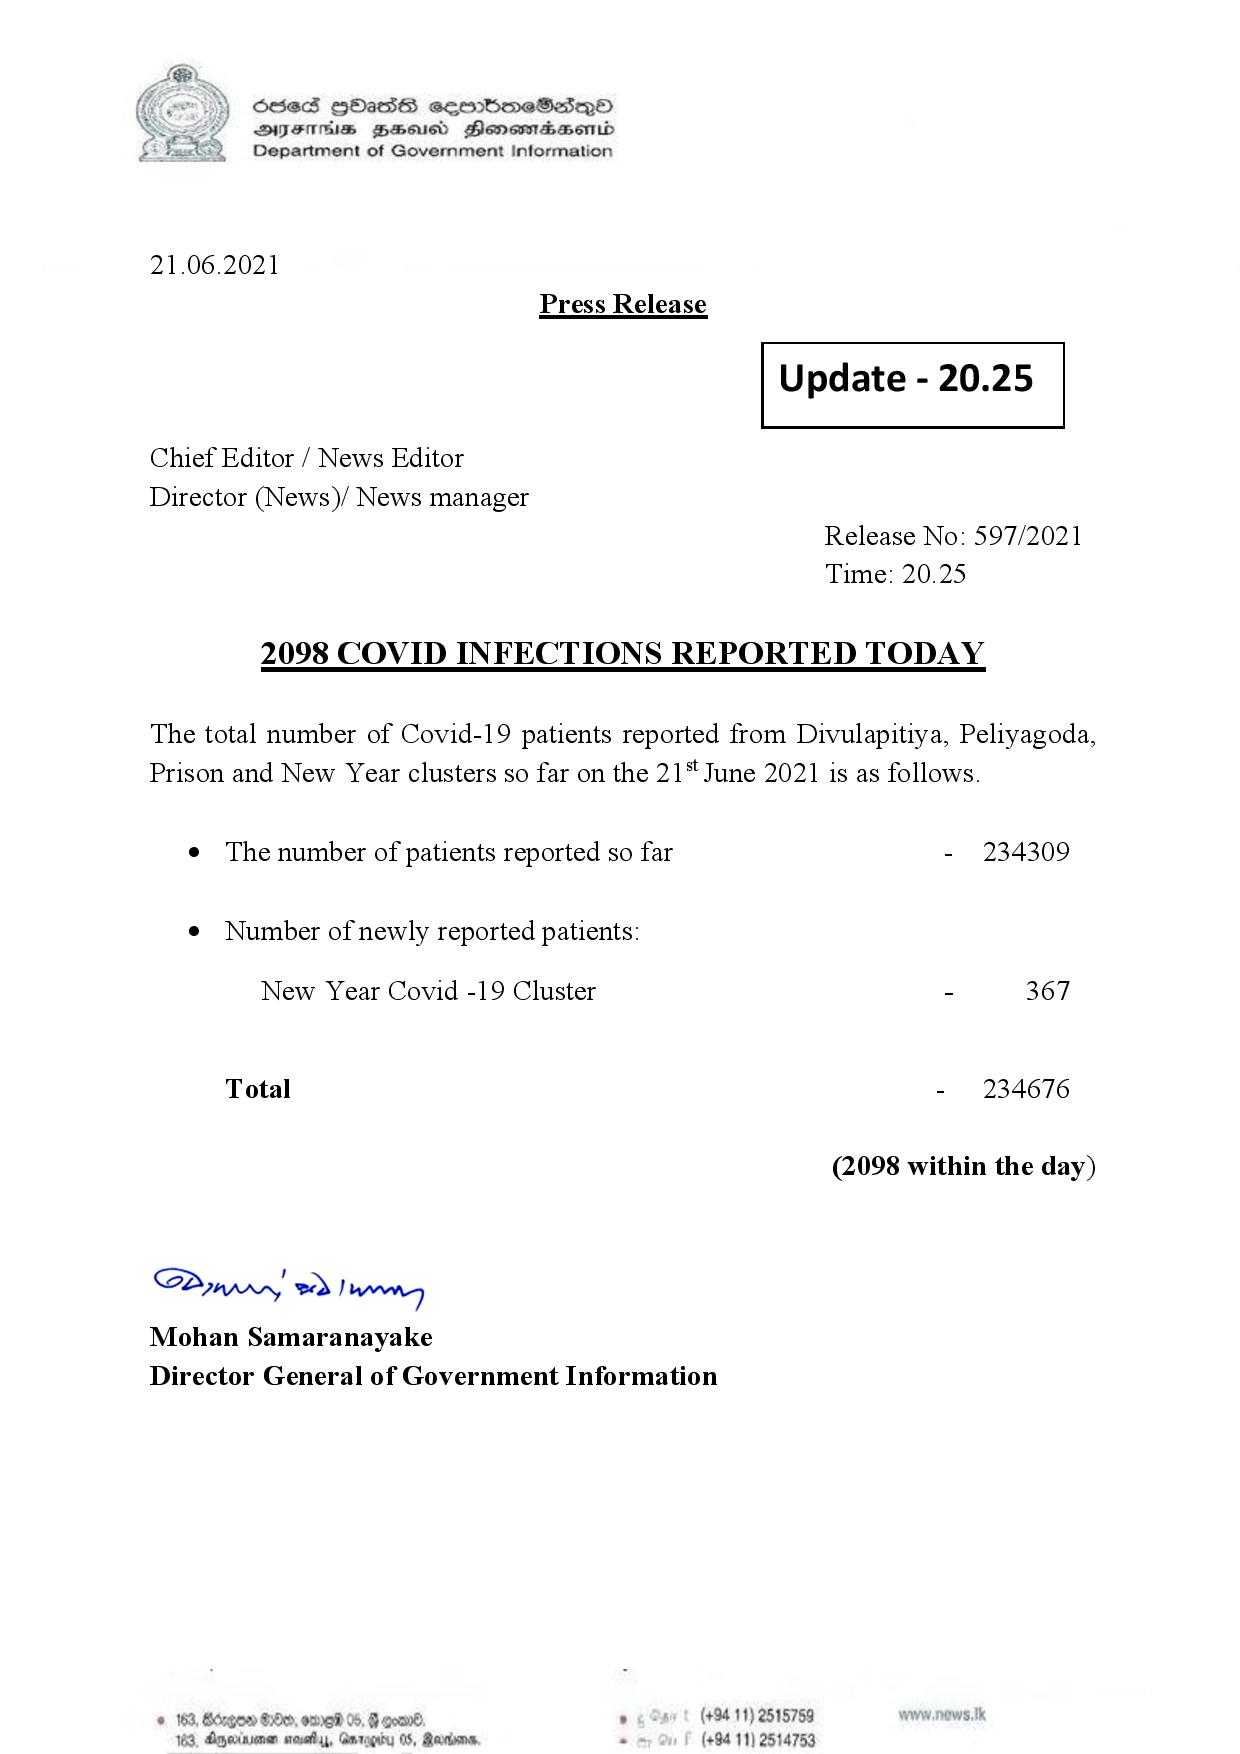 රජයේ ප්‍රවෘත්ති දෙපාර්තමේන්තුව
அரசாங்க தகவல் திணைக்களம்
Department of Government Information
21.06.2021
Press Release
Update - 20.25
Chief Editor / News Editor
Director (News)/ News manager
Release No: 597/2021
Time: 20.25
2098 COVID INFECTIONS REPORTED TODAY
The total number of Covid-19 patients reported from Divulapitiya, Peliyagoda,
Prison and New Year clusters so far on the 21st June 2021 is as follows.
• The number of patients reported so far - 234309
• Number of newly reported patients:
New Year Covid -19 Cluster - 367
Total - 234676
(2098 within the day)
Mohan Samaranayake
Director General of Government Information
163, කිරුලපන මාවත, කොළඹ 05, ශ්‍රී ලංකාව.
163, கிருலப்பனை எவனியூ, கொழும்பு 05, இலங்கை.
(+94 11) 2515759
(+94 11) 2514753
www.news.lk